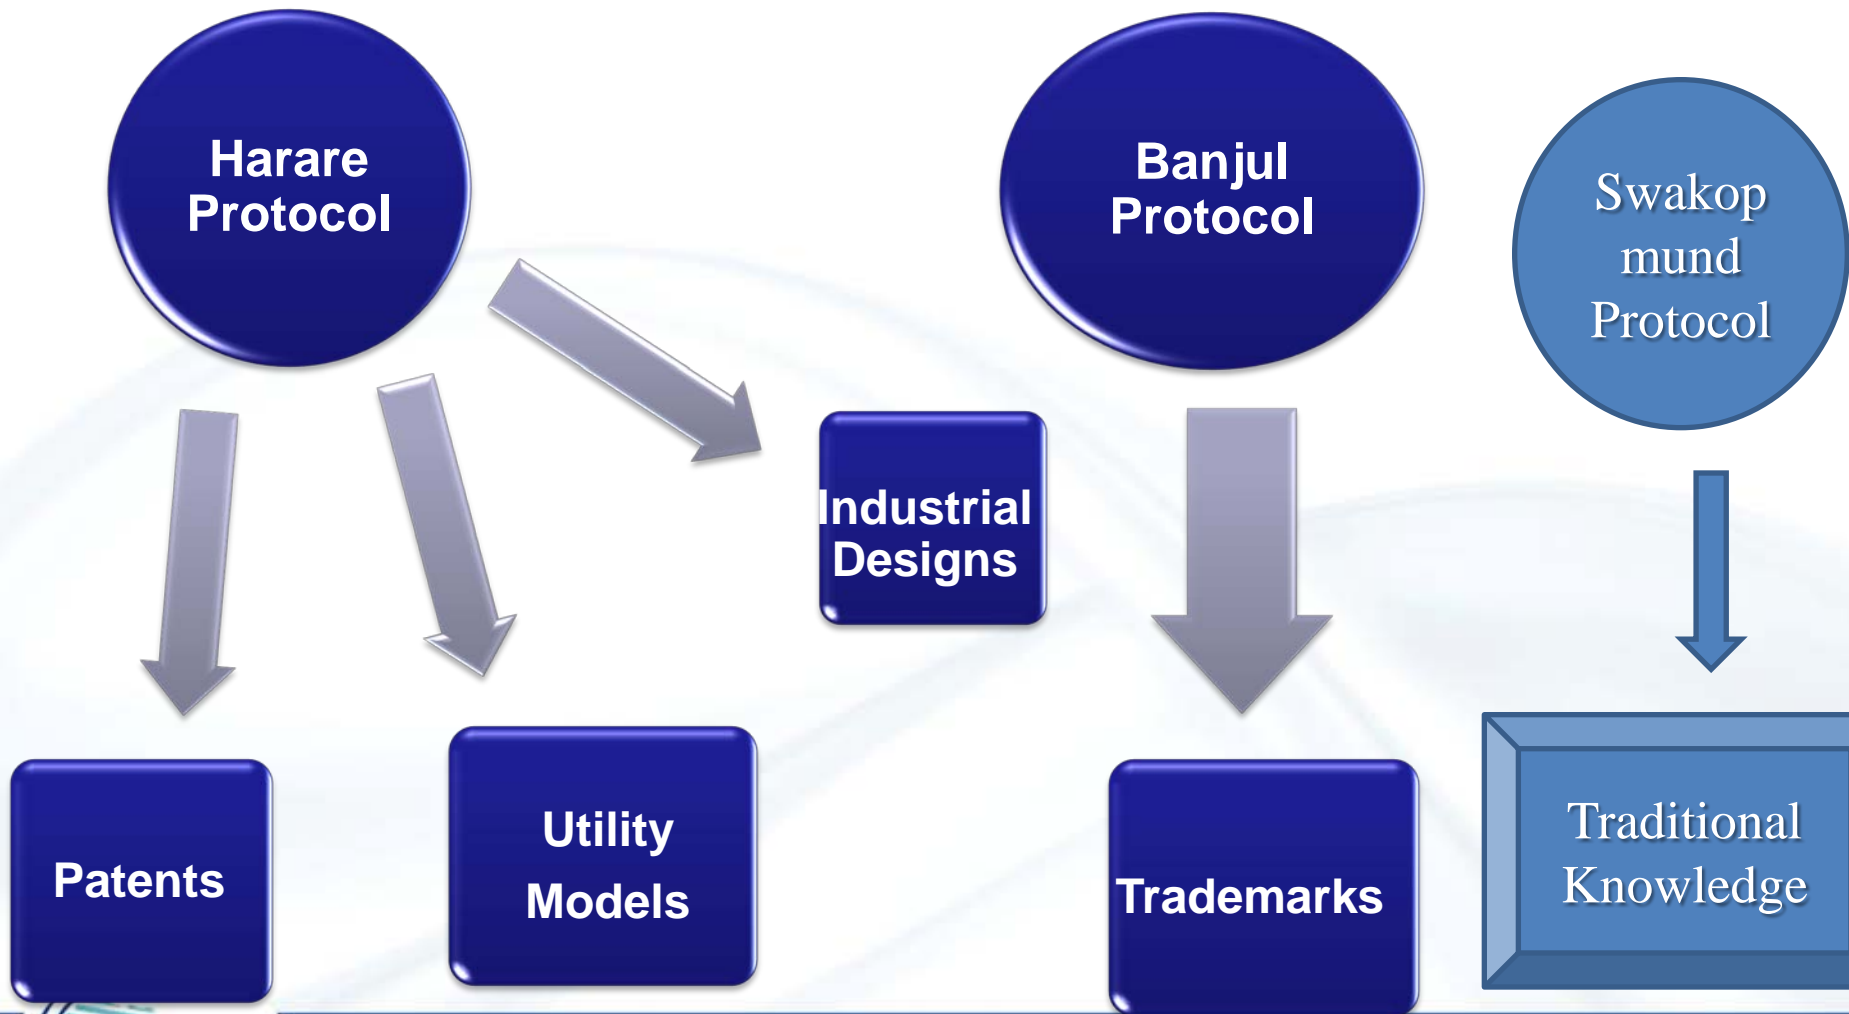 Harare
Protocol
Banjul
Protocol
Swakop
mund
Protocol
Industrial
Designs
Patents
Utility
Models
Trademarks
Traditional
Knowledge